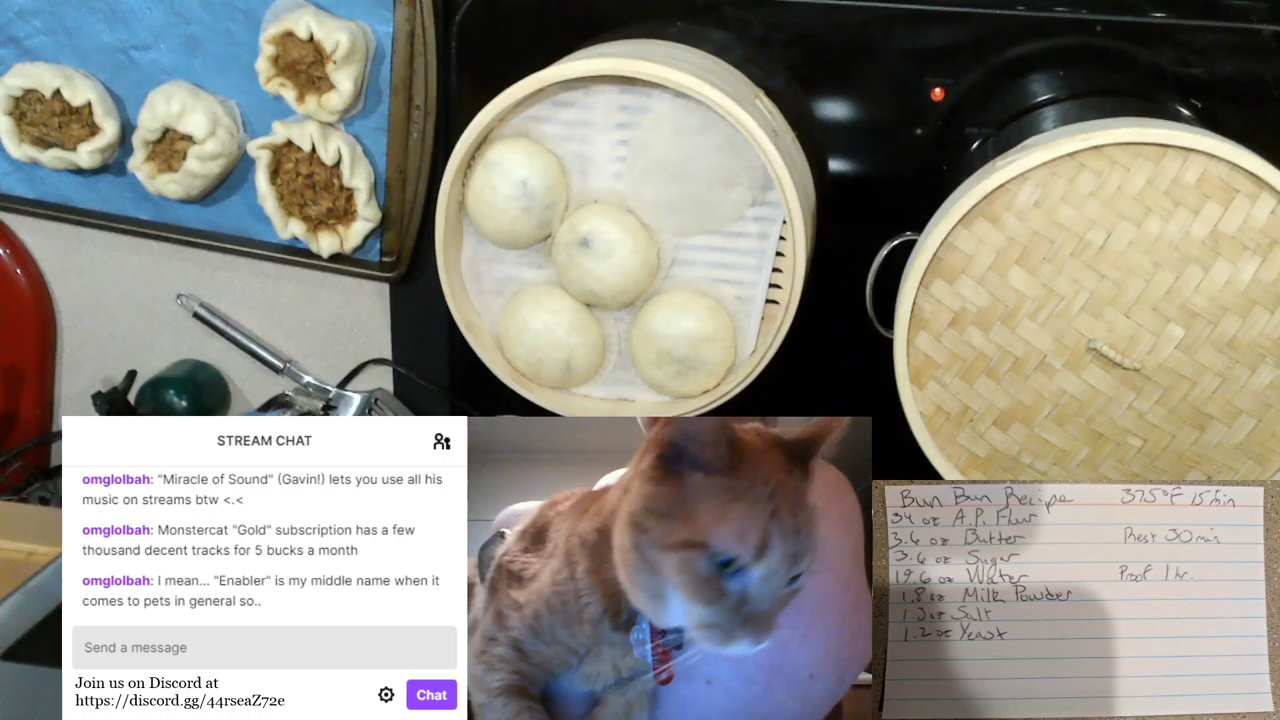 STREAM CHAT
omglolbah: "Miracle of Sound" (Gavin!) lets you use all his
music on streams btw <.<
omglolbah: Monstercat "Gold" subscription has a few
thousand decent tracks for 5 bucks a month
omglolbah: I mean... "Enabler" is my middle name when it
comes to pets in general so..
Send a message
Join us on Discord at
https://discord.gg/44rseaZ72e
Chat
Bun Bun Recipe 375°F 15 min
34 oz A.P. Flour
3.6 oz Butter Rest 30 min
3.6 oz Sugar
19.6 oz Water Proof 1 hr.
1.8 oz Milk Powder
oz Salt
1.2 oz Yeast